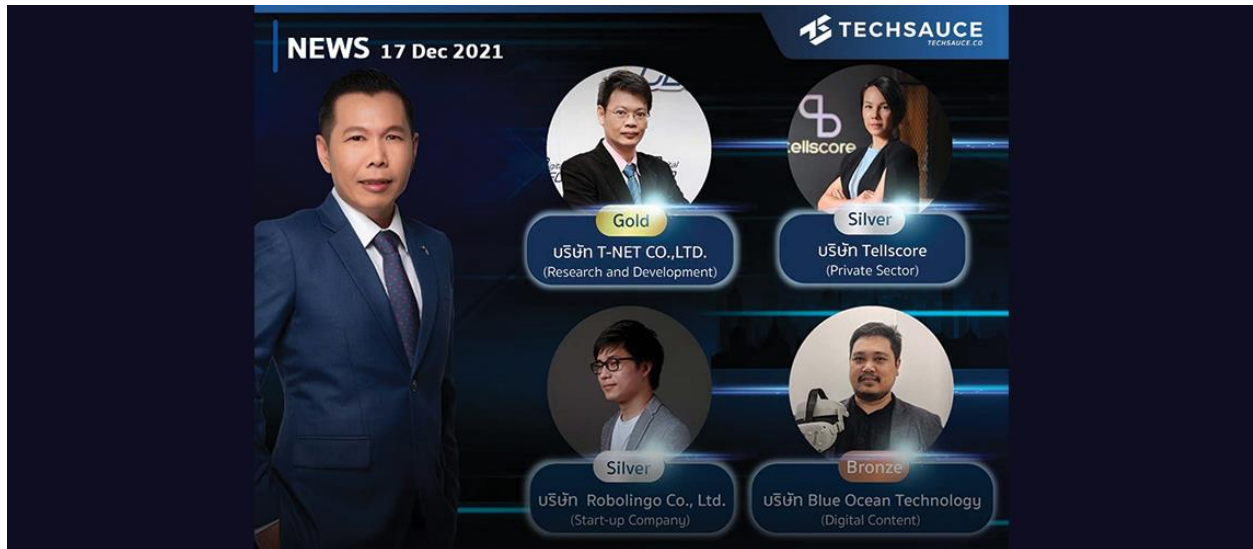 NEWS 17 Dec 2021
TECHSAUCE
TECHSAUCE.CO
tellscore
Gold
บริษัท T-NET CO.,LTD.
(Research and Development)
Silver
บริษัท Tellscore
(Private Sector)
Silver
บริษัท Robolingo Co., Ltd.
(Start-up Company)
Bronze
บริษัท Blue Ocean Technology
(Digital Content)